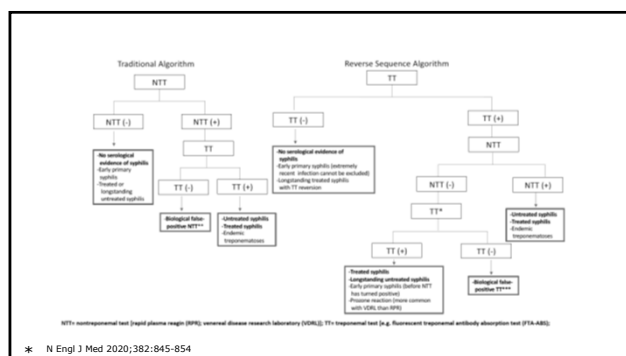 Traditional Algorithm
NTT
NTT (-)
NTT (+)
-No serological
evidence of syphilis
-Early primary
syphilis
-Treated or
longstanding
untreated syphilis
TT
TT (-)
TT (+)
-Biological false-
positive NTT**
-Untreated syphilis
-Treated syphilis
-Endemic
treponematoses
Reverse Sequence Algorithm
TT
TT (-)
TT (+)
-No serological evidence of
syphilis
-Early primary syphilis (extremely
recent infection cannot be excluded)
-Longstanding treated syphilis
with TT reversion
NTT
NTT (-)
NTT (+)
TT*
-Untreated syphilis
-Treated syphilis
-Endemic
treponematoses
TT (+)
TT (-)
-Treated syphilis
-Longstanding untreated syphilis
-Early primary syphilis (before NTT
has turned positive)
-Prozone reaction (more common
with VDRL than RPR)
-Biological false-
positive TT***
NTT= nontreponemal test [rapid plasma reagin (RPR); venereal disease research laboratory (VDRL)]; TT= treponemal test [e.g. fluorescent treponemal antibody absorption test (FTA-ABS);
* N Engl J Med 2020;382:845-854